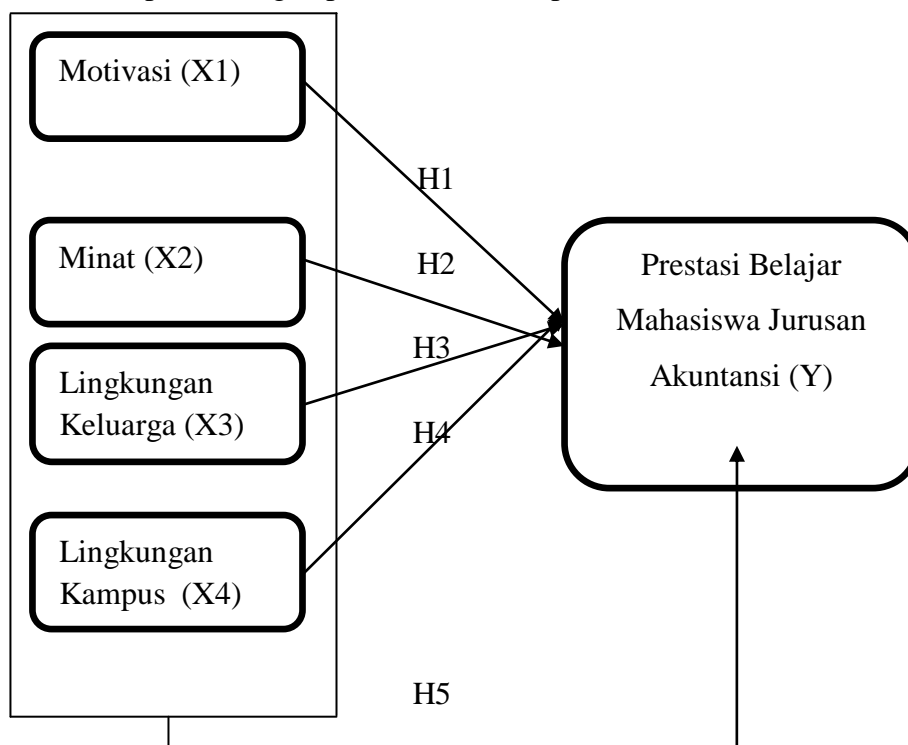 Motivasi (X1)
H1
Minat (X2)
H2
Prestasi Belajar
Mahasiswa Jurusan
Akuntansi (Y)
Lingkungan
Keluarga (X3)
H3
H4
Lingkungan
Kampus (X4)
H5